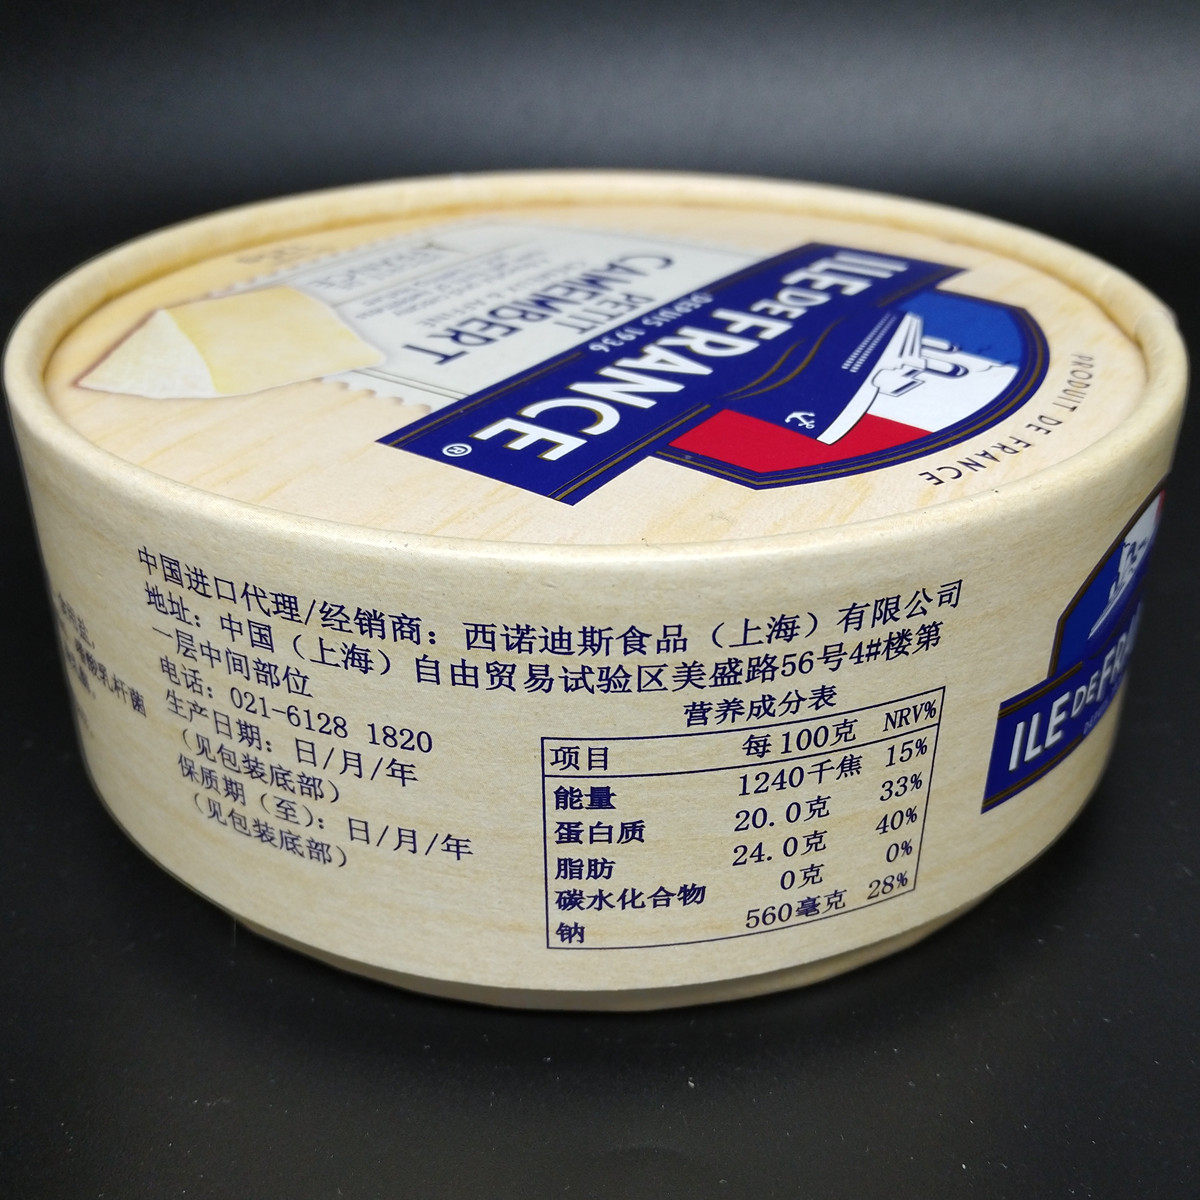 ILE DE FRANCE
®
DEPUIS 1936
PETIT
CAMEMBERT
PRODUIT DE FRANCE
中国进口代理/经销商：西诺迪斯食品（上海）有限公司
地址：中国（上海）自由贸易试验区美盛路56号4#楼第
一层中间部位
电话：021-6128 1820
生产日期：日/月/年
（见包装底部）
保质期（至）：日/月/年
（见包装底部）
营养成分表
项目 每100克 NRV%
能量 1240千焦 15%
蛋白质 20.0克 33%
脂肪 24.0克 40%
碳水化合物 0克 0%
钠 560毫克 28%
酸乳杆菌
ILE DE